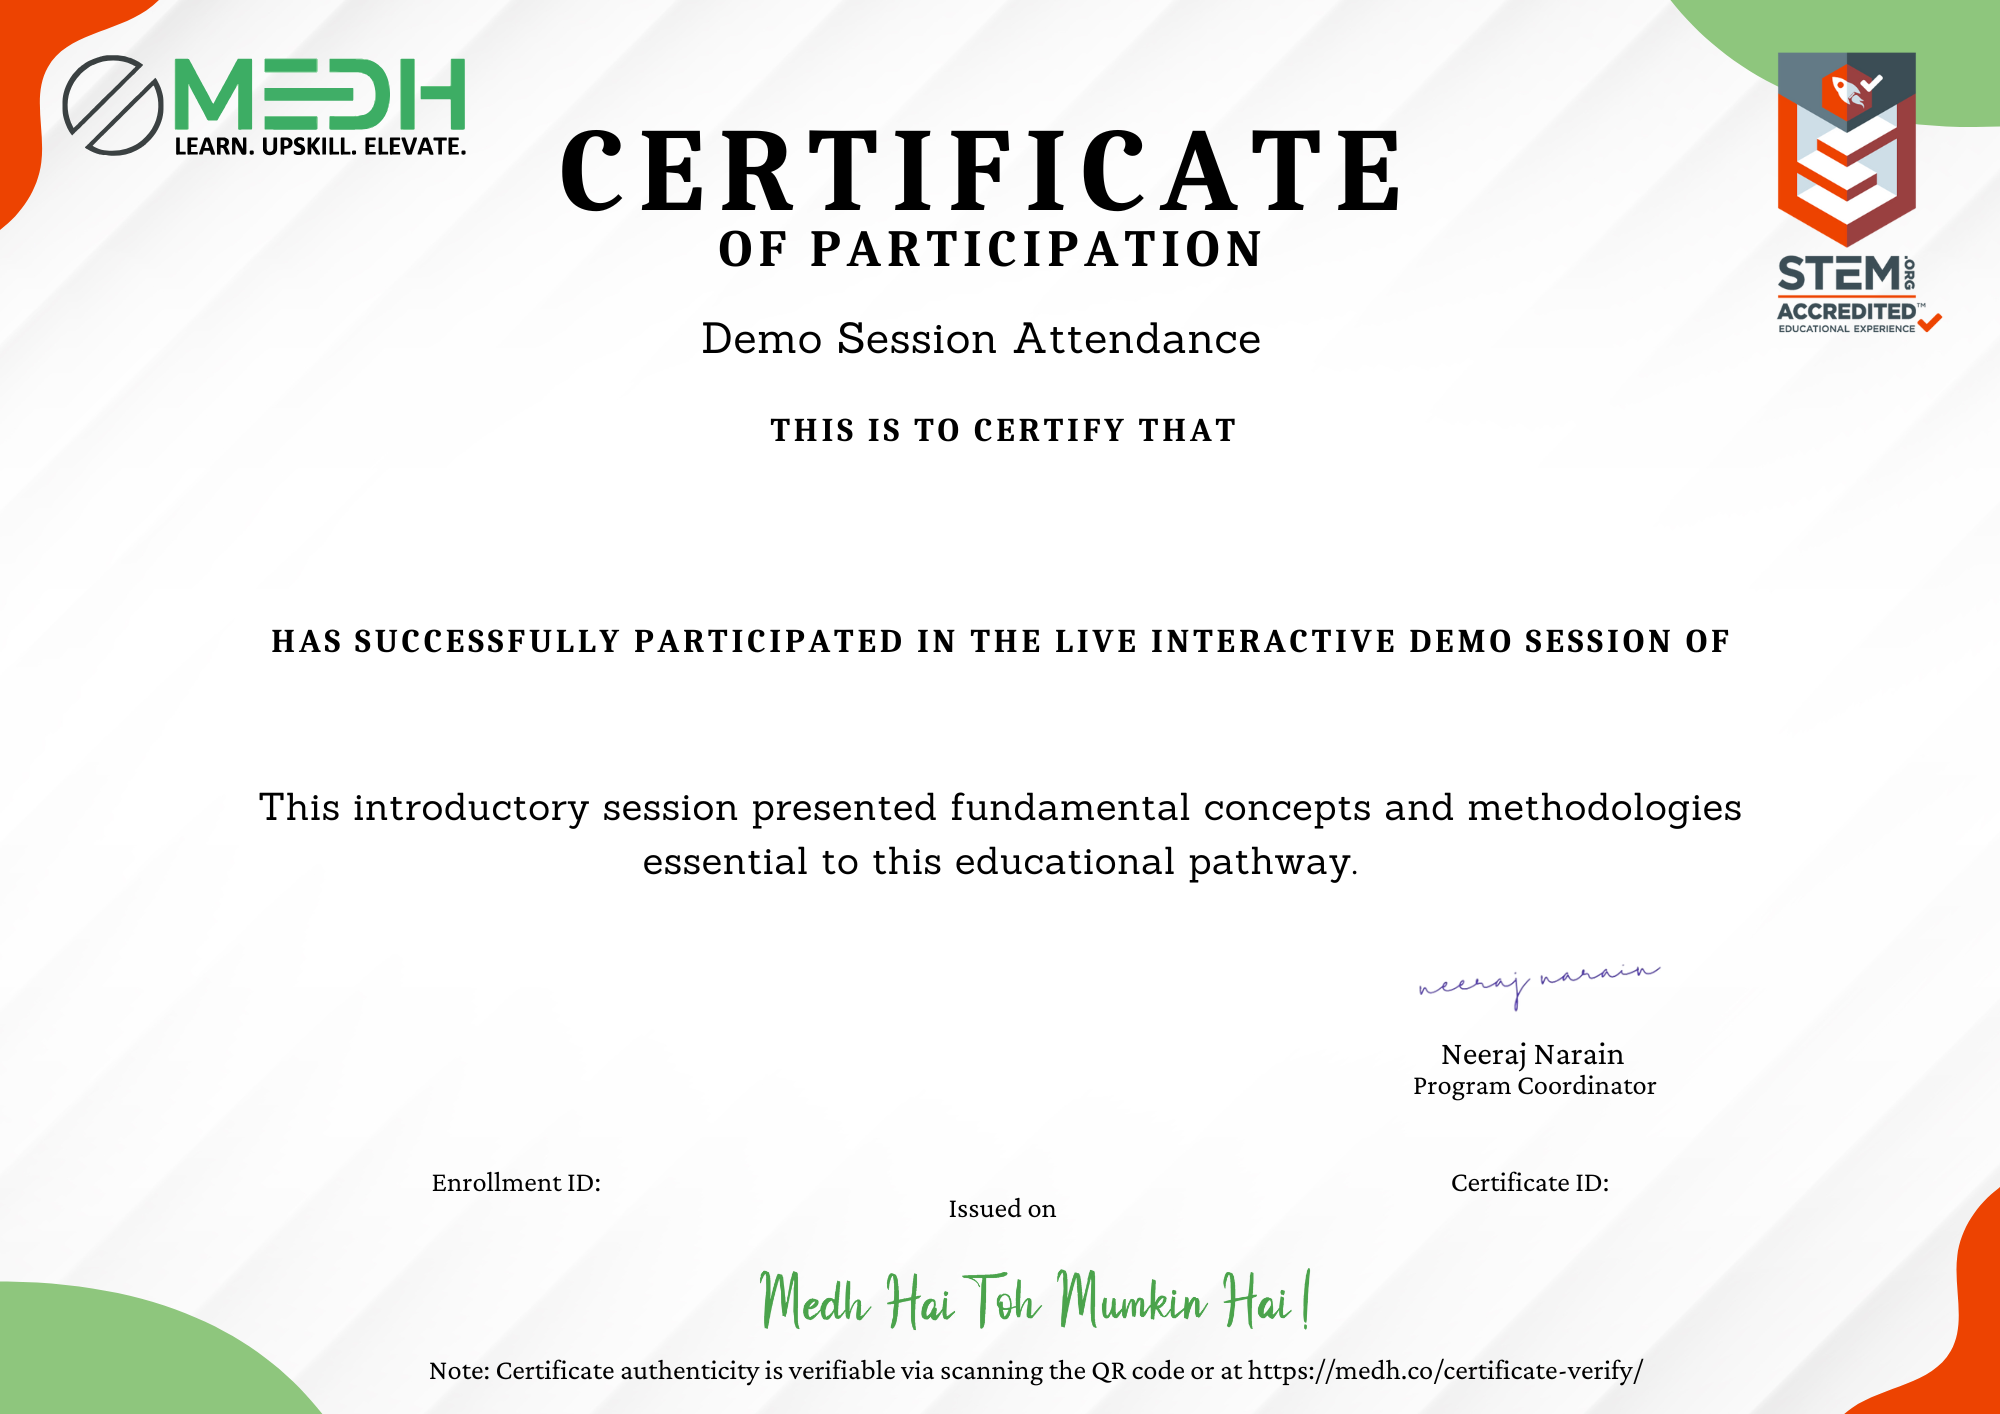 MEDH
LEARN. UPSKILL. ELEVATE.
CERTIFICATE
OF PARTICIPATION
STEM.ORG
ACCREDITED™
EDUCATIONAL EXPERIENCE
Demo Session Attendance
THIS IS TO CERTIFY THAT
HAS SUCCESSFULLY PARTICIPATED IN THE LIVE INTERACTIVE DEMO SESSION OF
This introductory session presented fundamental concepts and methodologies
essential to this educational pathway.
neeraj narain
Neeraj Narain
Program Coordinator
Enrollment ID:
Certificate ID:
Issued on
Medh Hai Toh Mumkin Hai !
Note: Certificate authenticity is verifiable via scanning the QR code or at https://medh.co/certificate-verify/